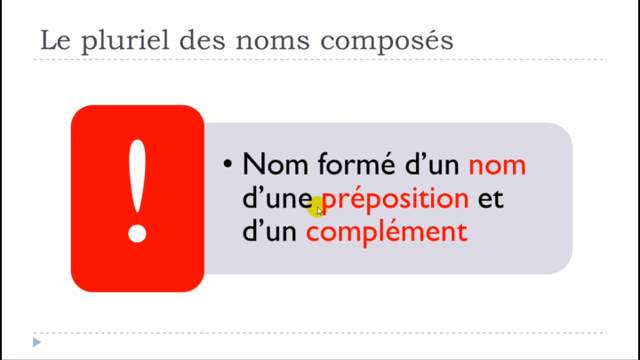 Le pluriel des noms composés
!
• Nom formé d'un nom
d'une préposition et
d'un complément